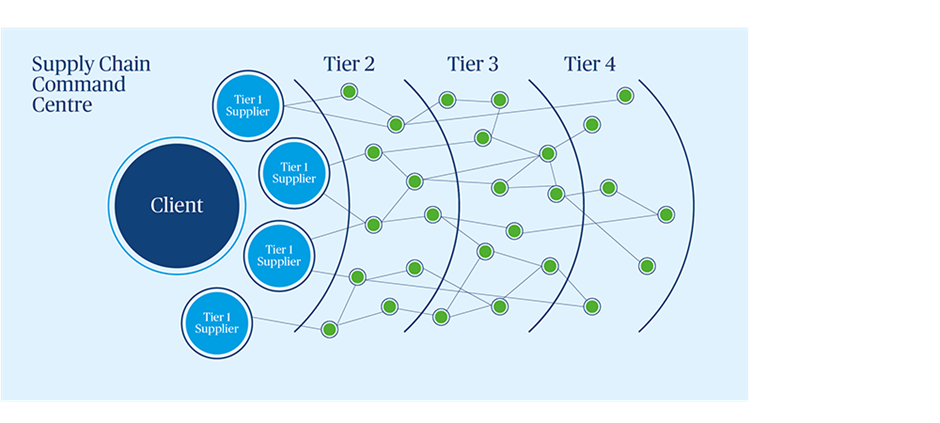 Supply Chain
Command
Centre
Tier 2
Tier 3
Tier 4
Tier 1
Supplier
Tier 1
Supplier
Client
Tier 1
Supplier
Tier 1
Supplier